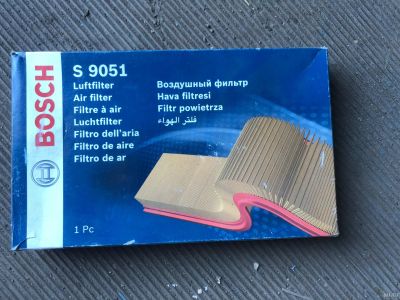 BOSCH
S 9051
Luftfilter
Air filter
Filtre à air
Luchtfilter
Filtro dell'aria
Filtro de aire
Filtro de ar
Воздушный фильтр
Hava filtresi
Filtr powietrza
فلتر الهواء
1 Pc